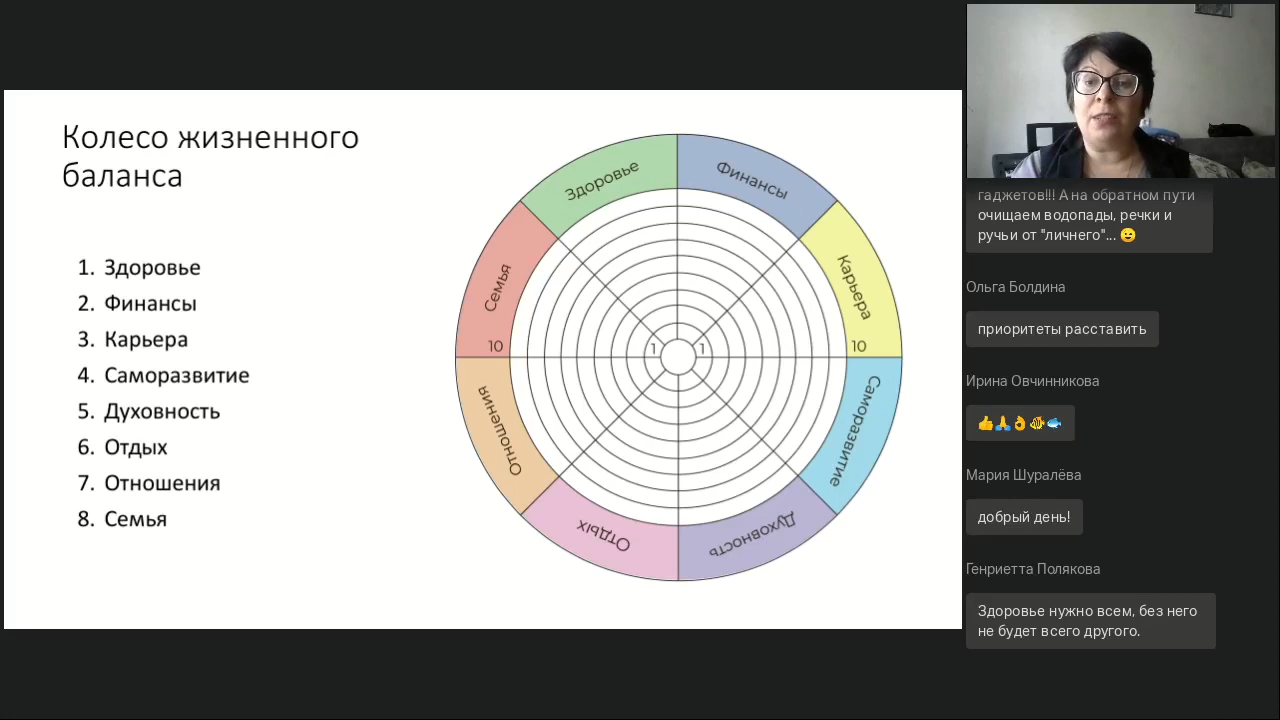 Колесо жизненного
баланса
1. Здоровье
2. Финансы
3. Карьера
4. Саморазвитие
5. Духовность
6. Отдых
7. Отношения
8. Семья
Здоровье
Финансы
Карьера
Саморазвитие
Духовность
Отдых
Отношения
Семья
10
1
1
10
гаджетов!!! А на обратном пути
очищаем водопады, речки и
ручьи от "личнего"... 😉
Ольга Болдина
приоритеты расставить
Ирина Овчинникова
👍🙏👌🐠🐟
Мария Шуралёва
добрый день!
Генриетта Полякова
Здоровье нужно всем, без него
не будет всего другого.